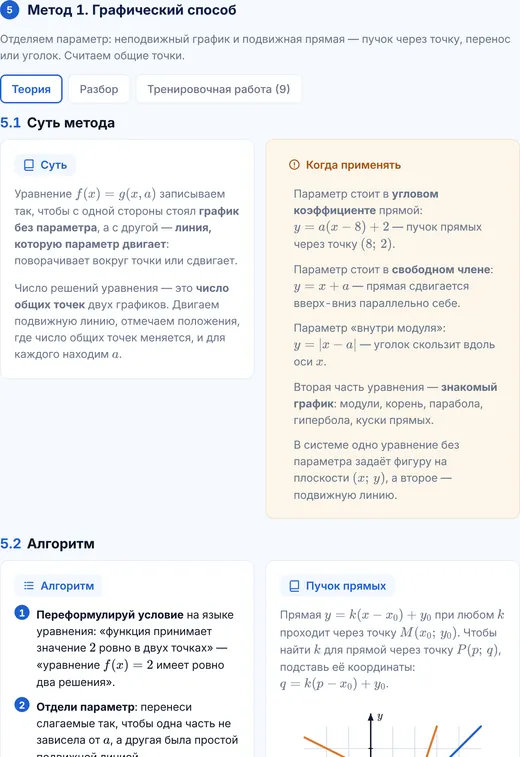 5 Метод 1. Графический способ
Отделяем параметр: неподвижный график и подвижная прямая — пучок через точку, перенос
или уголок. Считаем общие точки.
Теория Разбор Тренировочная работа (9)
5.1 Суть метода
Суть
Уравнение f(x) = g(x, a) записываем
так, чтобы с одной стороны стоял график
без параметра, а с другой — линия,
которую параметр двигает:
поворачивает вокруг точки или сдвигает.
Число решений уравнения — это число
общих точек двух графиков. Двигаем
подвижную линию, отмечаем положения,
где число общих точек меняется, и для
каждого находим a.
Когда применять
Параметр стоит в угловом
коэффициенте прямой:
y = a(x − 8) + 2 — пучок прямых
через точку (8; 2).
Параметр стоит в свободном члене:
y = x + a — прямая сдвигается
вверх-вниз параллельно себе.
Параметр «внутри модуля»:
y = |x − a| — уголок скользит вдоль
оси x.
Вторая часть уравнения — знакомый
график: модули, корень, парабола,
гипербола, куски прямых.
В системе одно уравнение без
параметра задаёт фигуру на
плоскости (x; y), а второе —
подвижную линию.
5.2 Алгоритм
Алгоритм
1 Переформулируй условие на языке
уравнения: «функция принимает
значение 2 ровно в двух точках» —
«уравнение f(x) = 2 имеет ровно
два решения».
2 Отдели параметр: перенеси
слагаемые так, чтобы одна часть не
зависела от a, а другая была простой
подвижной линией.
Пучок прямых
Прямая y = k(x − x₀) + y₀ при любом k
проходит через точку M(x₀; y₀). Чтобы
найти k для прямой через точку P(p; q),
подставь её координаты:
q = k(p − x₀) + y₀.
y